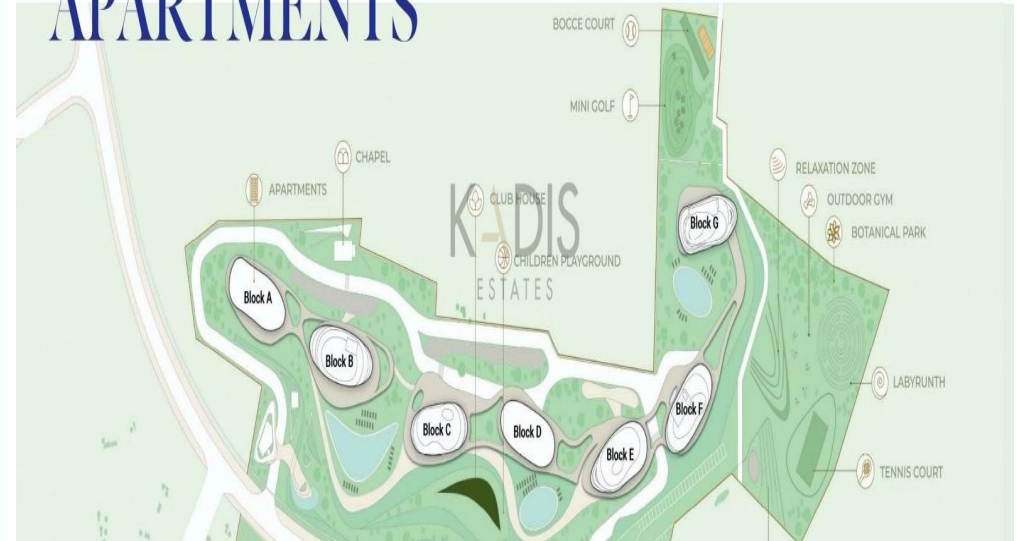 APARTMENTS
BOCCE COURT
MINI GOLF
CHAPEL
RELAXATION ZONE
APARTMENTS
CLUB HOUSE
OUTDOOR GYM
KADIS
ESTATES
BOTANICAL PARK
CHILDREN PLAYGROUND
Block G
Block A
Block B
LABYRUNTH
Block F
Block C
Block D
Block E
TENNIS COURT